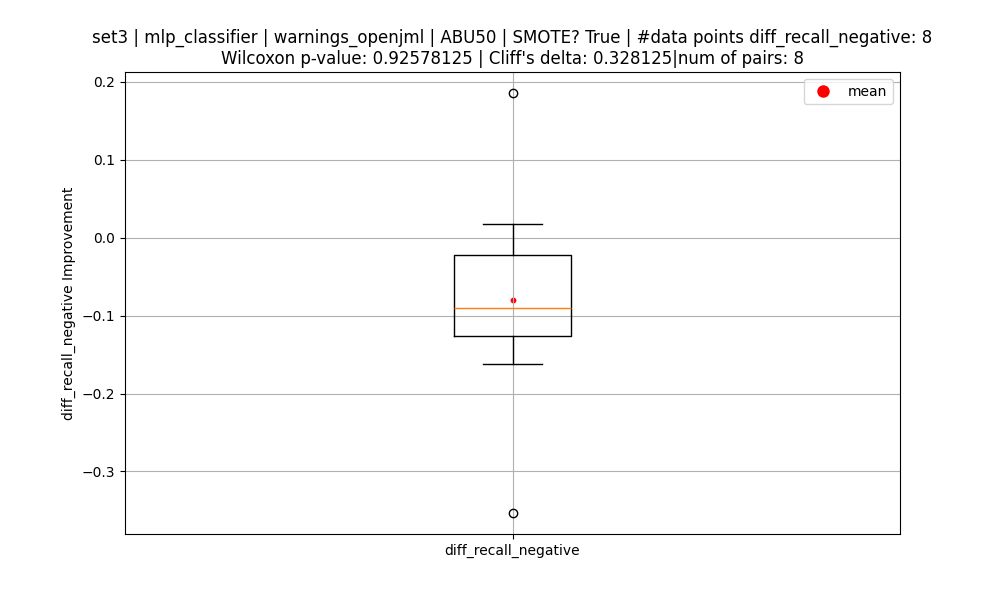 set3 | mlp_classifier | warnings_openjml | ABU50 | SMOTE? True | #data points diff_recall_negative: 8
Wilcoxon p-value: 0.92578125 | Cliff's delta: 0.328125|num of pairs: 8
mean
0.2
0.1
0.0
−0.1
−0.2
−0.3
diff_recall_negative Improvement
diff_recall_negative